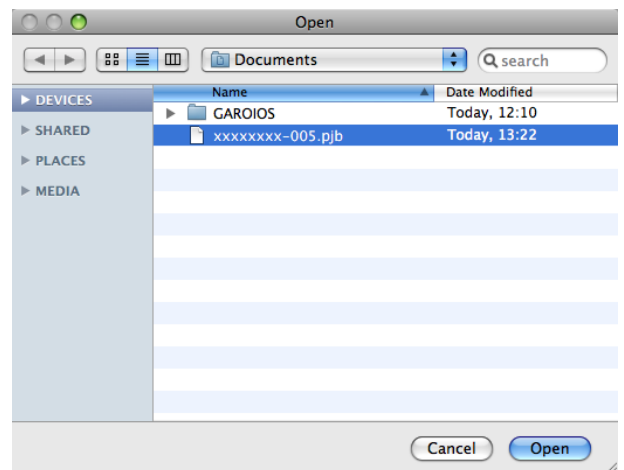 Open
Documents
search
DEVICES
SHARED
PLACES
MEDIA
Name Date Modified
GAROIOS Today, 12:10
xxxxxxxx-005.pjb Today, 13:22
Cancel Open